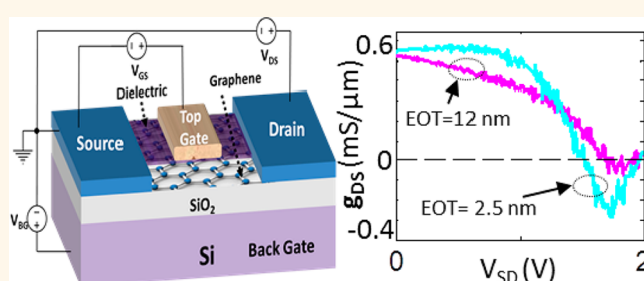 V_GS
Dielectric
Graphene
V_DS
Source
Top
Gate
Drain
V_BG
SiO₂
Si
Back Gate
g_DS (mS/μm)
0.6
0
-0.4
EOT=12 nm
EOT= 2.5 nm
0
2
V_SD (V)